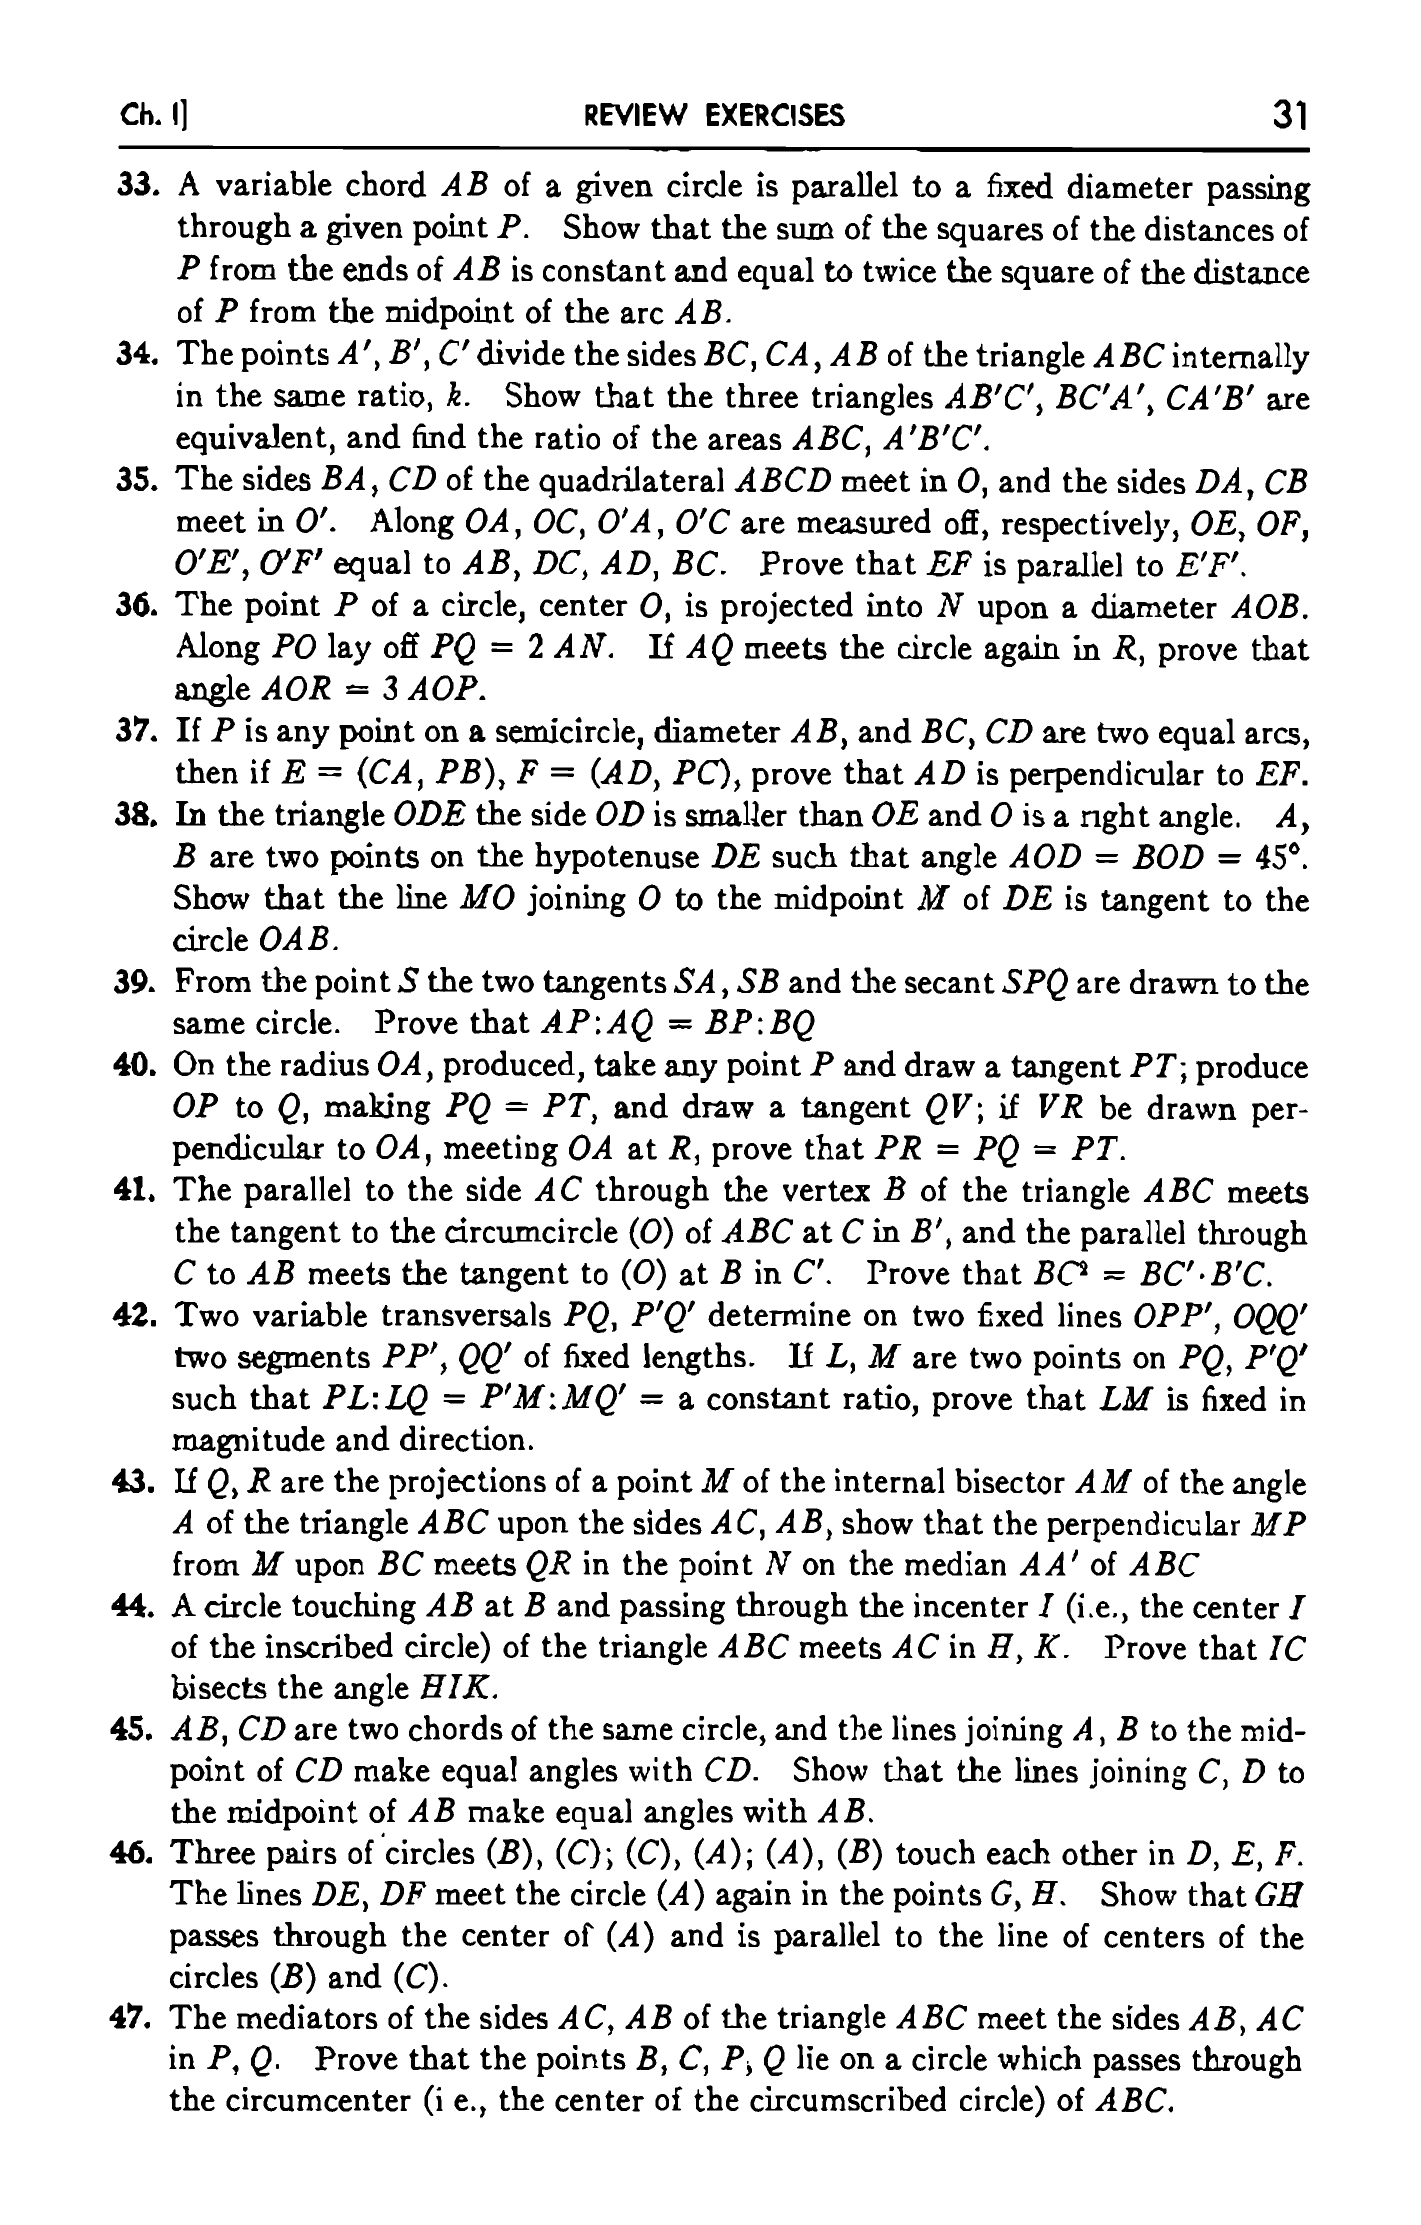 Ch. I] REVIEW EXERCISES 31
33. A variable chord AB of a given circle is parallel to a fixed diameter passing
through a given point P. Show that the sum of the squares of the distances of
P from the ends of AB is constant and equal to twice the square of the distance
of P from the midpoint of the arc AB.
34. The points A', B', C' divide the sides BC, CA, AB of the triangle ABC internally
in the same ratio, k. Show that the three triangles AB'C', BC'A', CA'B' are
equivalent, and find the ratio of the areas ABC, A'B'C'.
35. The sides BA, CD of the quadrilateral ABCD meet in O, and the sides DA, CB
meet in O'. Along OA, OC, O'A, O'C are measured off, respectively, OE, OF,
O'E', O'F' equal to AB, DC, AD, BC. Prove that EF is parallel to E'F'.
36. The point P of a circle, center O, is projected into N upon a diameter AOB.
Along PO lay off PQ = 2 AN. If AQ meets the circle again in R, prove that
angle AOR = 3 AOP.
37. If P is any point on a semicircle, diameter AB, and BC, CD are two equal arcs,
then if E = (CA, PB), F = (AD, PC), prove that AD is perpendicular to EF.
38. In the triangle ODE the side OD is smaller than OE and O is a right angle. A,
B are two points on the hypotenuse DE such that angle AOD = BOD = 45°.
Show that the line MO joining O to the midpoint M of DE is tangent to the
circle OAB.
39. From the point S the two tangents SA, SB and the secant SPQ are drawn to the
same circle. Prove that AP:AQ = BP:BQ
40. On the radius OA, produced, take any point P and draw a tangent PT; produce
OP to Q, making PQ = PT, and draw a tangent QV; if VR be drawn per-
pendicular to OA, meeting OA at R, prove that PR = PQ = PT.
41. The parallel to the side AC through the vertex B of the triangle ABC meets
the tangent to the circumcircle (O) of ABC at C in B', and the parallel through
C to AB meets the tangent to (O) at B in C'. Prove that BC² = BC'·B'C.
42. Two variable transversals PQ, P'Q' determine on two fixed lines OPP', OQQ'
two segments PP', QQ' of fixed lengths. If L, M are two points on PQ, P'Q'
such that PL:LQ = P'M:MQ' = a constant ratio, prove that LM is fixed in
magnitude and direction.
43. If Q, R are the projections of a point M of the internal bisector AM of the angle
A of the triangle ABC upon the sides AC, AB, show that the perpendicular MP
from M upon BC meets QR in the point N on the median AA' of ABC
44. A circle touching AB at B and passing through the incenter I (i.e., the center I
of the inscribed circle) of the triangle ABC meets AC in H, K. Prove that IC
bisects the angle HIK.
45. AB, CD are two chords of the same circle, and the lines joining A, B to the mid-
point of CD make equal angles with CD. Show that the lines joining C, D to
the midpoint of AB make equal angles with AB.
46. Three pairs of circles (B), (C); (C), (A); (A), (B) touch each other in D, E, F.
The lines DE, DF meet the circle (A) again in the points G, H. Show that GH
passes through the center of (A) and is parallel to the line of centers of the
circles (B) and (C).
47. The mediators of the sides AC, AB of the triangle ABC meet the sides AB, AC
in P, Q. Prove that the points B, C, P, Q lie on a circle which passes through
the circumcenter (i e., the center of the circumscribed circle) of ABC.